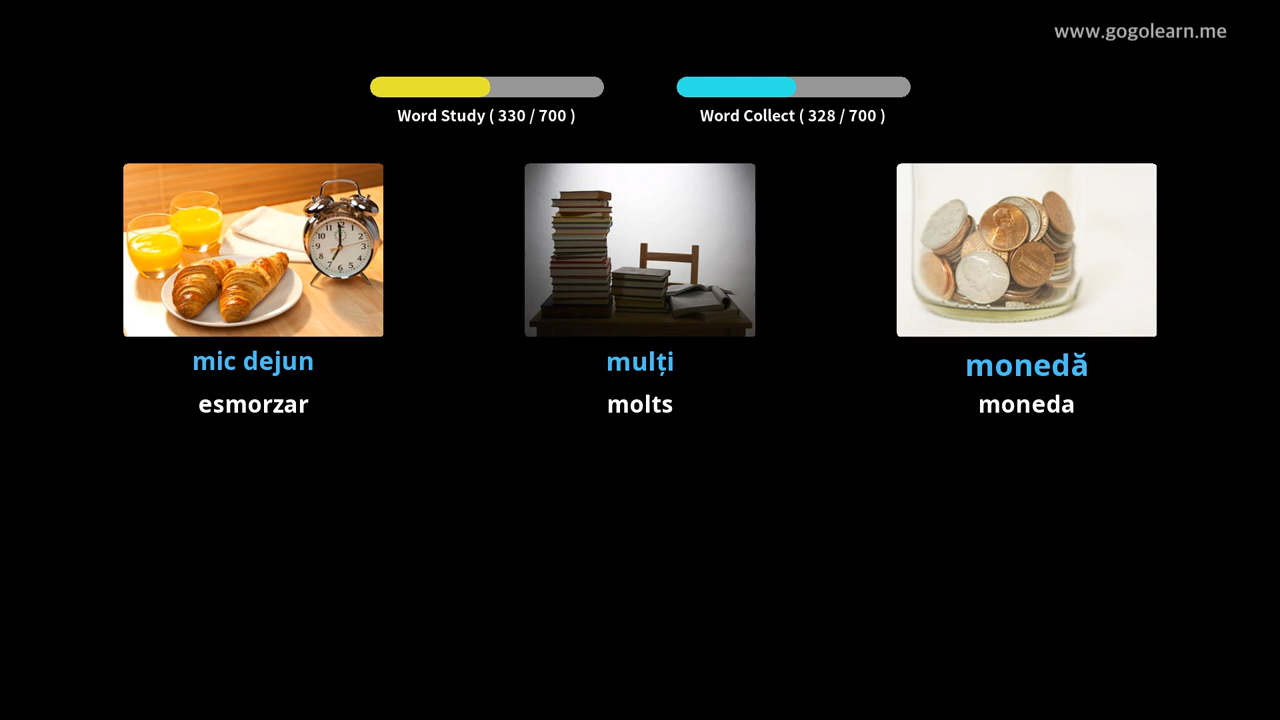 www.gogolearn.me
Word Study ( 330 / 700 )
Word Collect ( 328 / 700 )
mic dejun
esmorzar
mulți
molts
monedă
moneda